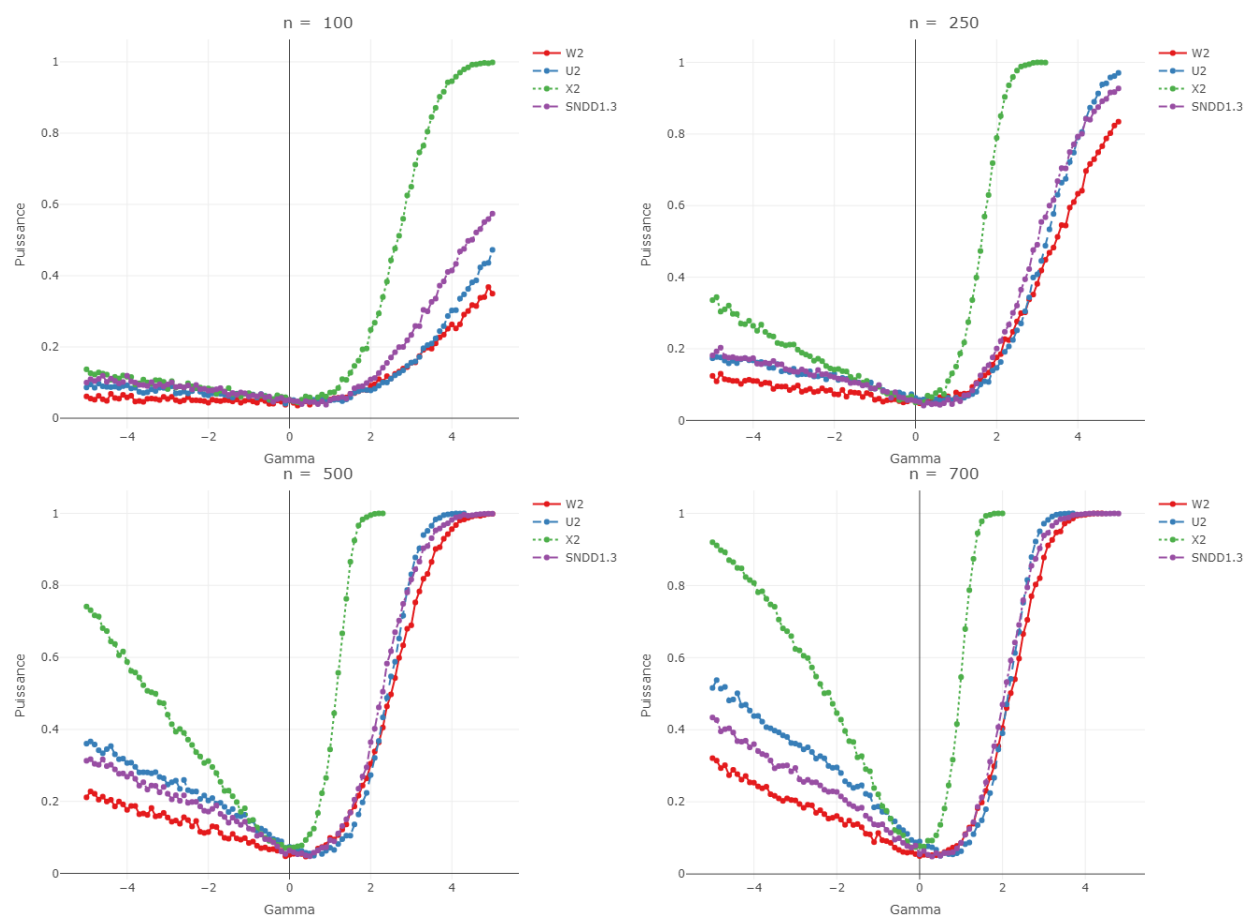 n = 100
W2
U2
X2
SNDD1.3
Puissance
1
0.8
0.6
0.4
0.2
0
−4
−2
0
2
4
Gamma
n = 250
W2
U2
X2
SNDD1.3
Puissance
1
0.8
0.6
0.4
0.2
0
−4
−2
0
2
4
Gamma
n = 500
W2
U2
X2
SNDD1.3
Puissance
1
0.8
0.6
0.4
0.2
0
−4
−2
0
2
4
Gamma
n = 700
W2
U2
X2
SNDD1.3
Puissance
1
0.8
0.6
0.4
0.2
0
−4
−2
0
2
4
Gamma